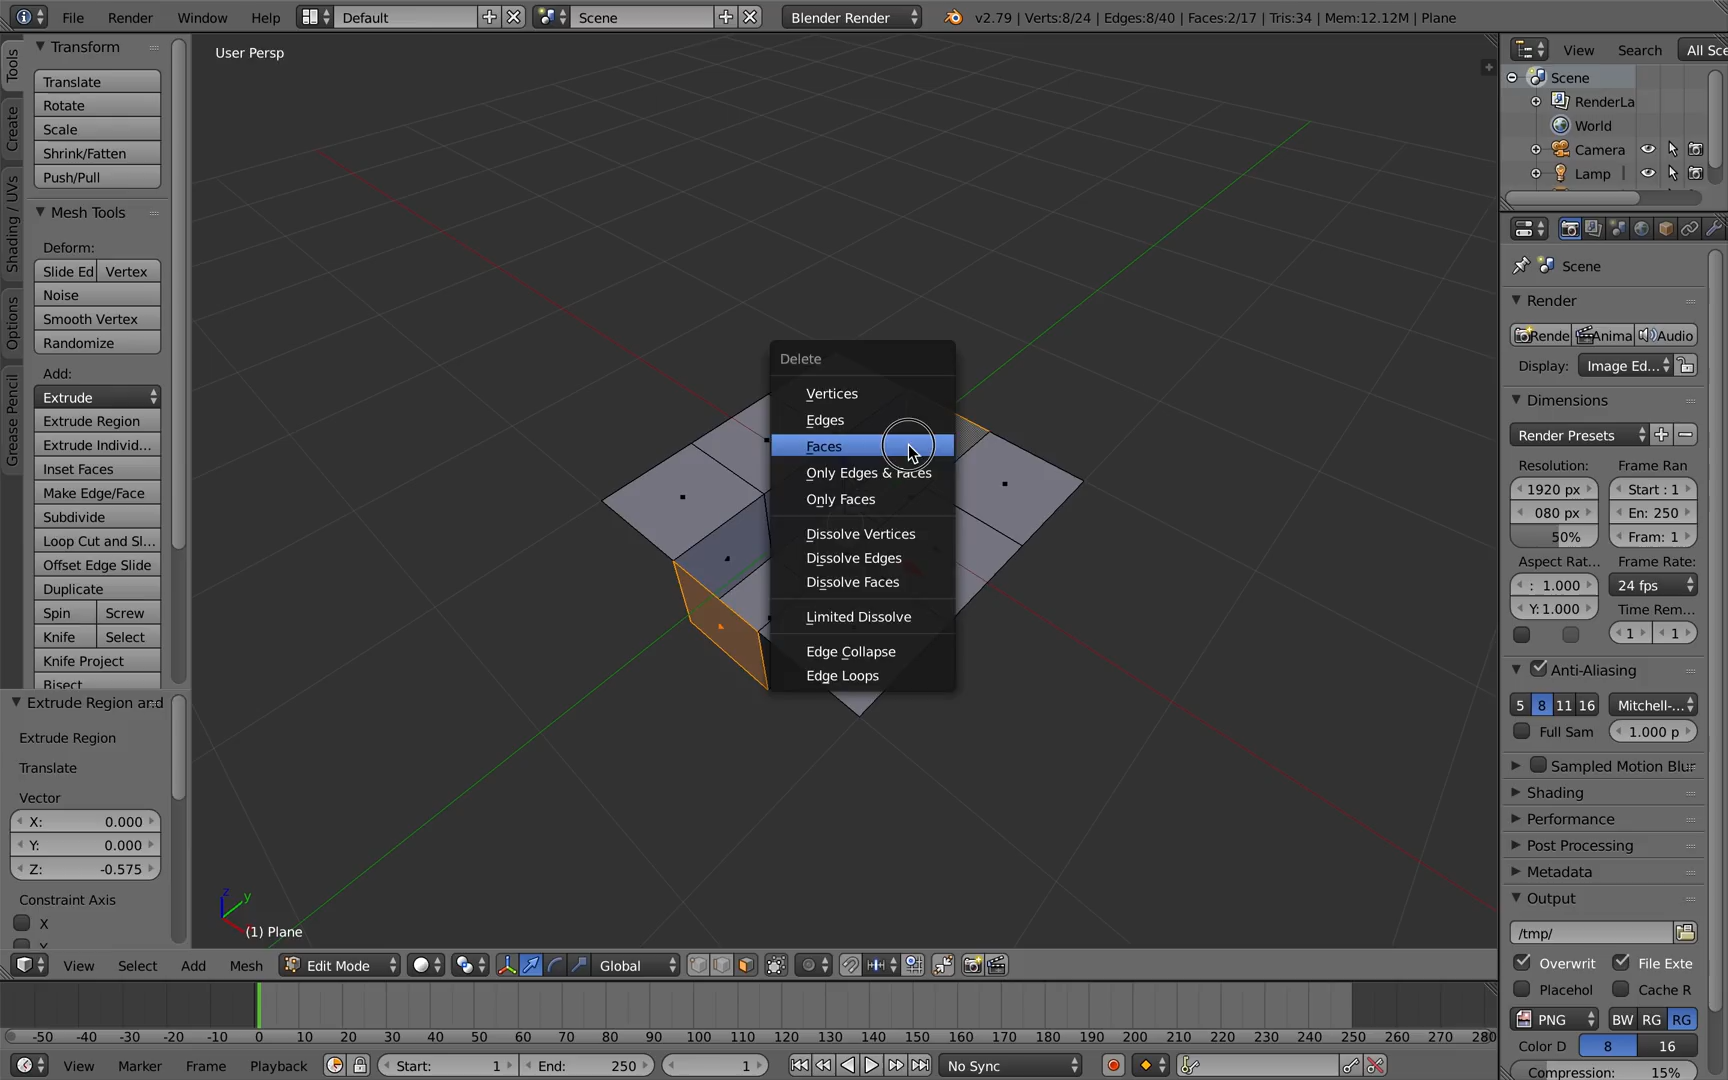 File Render Window Help Default Scene Blender Render v2.79 | Verts:8/24 | Edges:8/40 | Faces:2/17 | Tris:34 | Mem:12.12M | Plane
Tools
Create
Shading / UVs
Options
Grease Pencil
Transform
Translate
Rotate
Scale
Shrink/Fatten
Push/Pull
Mesh Tools
Deform:
Slide Ed Vertex
Noise
Smooth Vertex
Randomize
Add:
Extrude
Extrude Region
Extrude Individ...
Inset Faces
Make Edge/Face
Subdivide
Loop Cut and Sl...
Offset Edge Slide
Duplicate
Spin Screw
Knife Select
Knife Project
Bisect
Extrude Region and
Extrude Region
Translate
Vector
X: 0.000
Y: 0.000
Z: -0.575
Constraint Axis
X
Y
User Persp
Delete
Vertices
Edges
Faces
Only Edges & Faces
Only Faces
Dissolve Vertices
Dissolve Edges
Dissolve Faces
Limited Dissolve
Edge Collapse
Edge Loops
z
y
(1) Plane
View Select Add Mesh Edit Mode Global
-50 -40 -30 -20 -10 0 10 20 30 40 50 60 70 80 90 100 110 120 130 140 150 160 170 180 190 200 210 220 230 240 250 260 270 280
View Marker Frame Playback Start: 1 End: 250 1 No Sync
View Search All Sce
Scene
RenderLa
World
Camera
Lamp
Scene
Render
Rende Anima Audio
Display: Image Ed...
Dimensions
Render Presets
Resolution: Frame Ran
1920 px Start : 1
080 px En: 250
50% Fram: 1
Aspect Rat... Frame Rate:
: 1.000 24 fps
Y: 1.000 Time Rem...
1 1
Anti-Aliasing
5 8 11 16 Mitchell-...
Full Sam 1.000 p
Sampled Motion Blur
Shading
Performance
Post Processing
Metadata
Output
/tmp/
Overwrit File Exte
Placehol Cache R
PNG BW RG RG
Color D 8 16
Compression: 15%